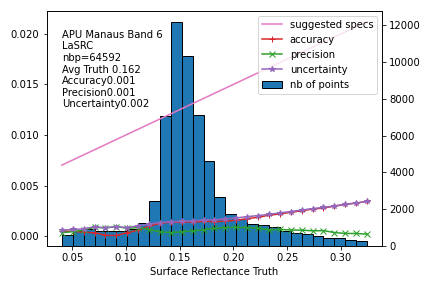 APU Manaus Band 6
LaSRC
nbp=64592
Avg Truth 0.162
Accuracy0.001
Precision0.001
Uncertainty0.002
suggested specs
accuracy
precision
uncertainty
nb of points
0.020
0.015
0.010
0.005
0.000
12000
10000
8000
6000
4000
2000
0
0.05 0.10 0.15 0.20 0.25 0.30
Surface Reflectance Truth